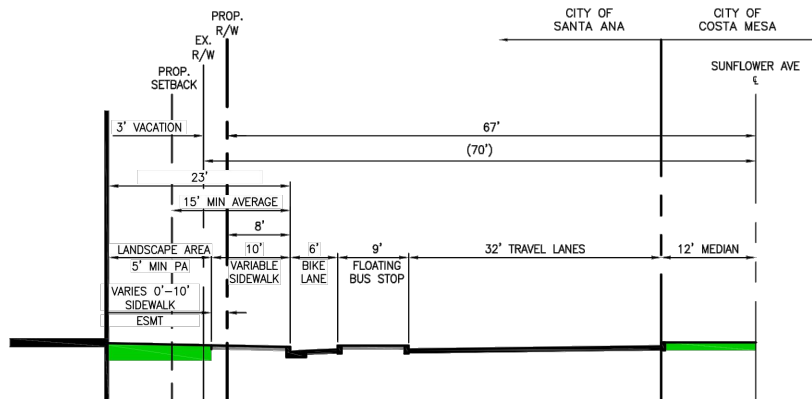 PROP.
R/W
CITY OF
SANTA ANA
CITY OF
COSTA MESA
EX.
R/W
SUNFLOWER AVE
℄
PROP.
SETBACK
3' VACATION
67'
(70')
23'
15' MIN AVERAGE
8'
LANDSCAPE AREA
5' MIN PA
10'
VARIABLE
SIDEWALK
6'
BIKE
LANE
9'
FLOATING
BUS STOP
32' TRAVEL LANES
12' MEDIAN
VARIES 0'-10'
SIDEWALK
ESMT